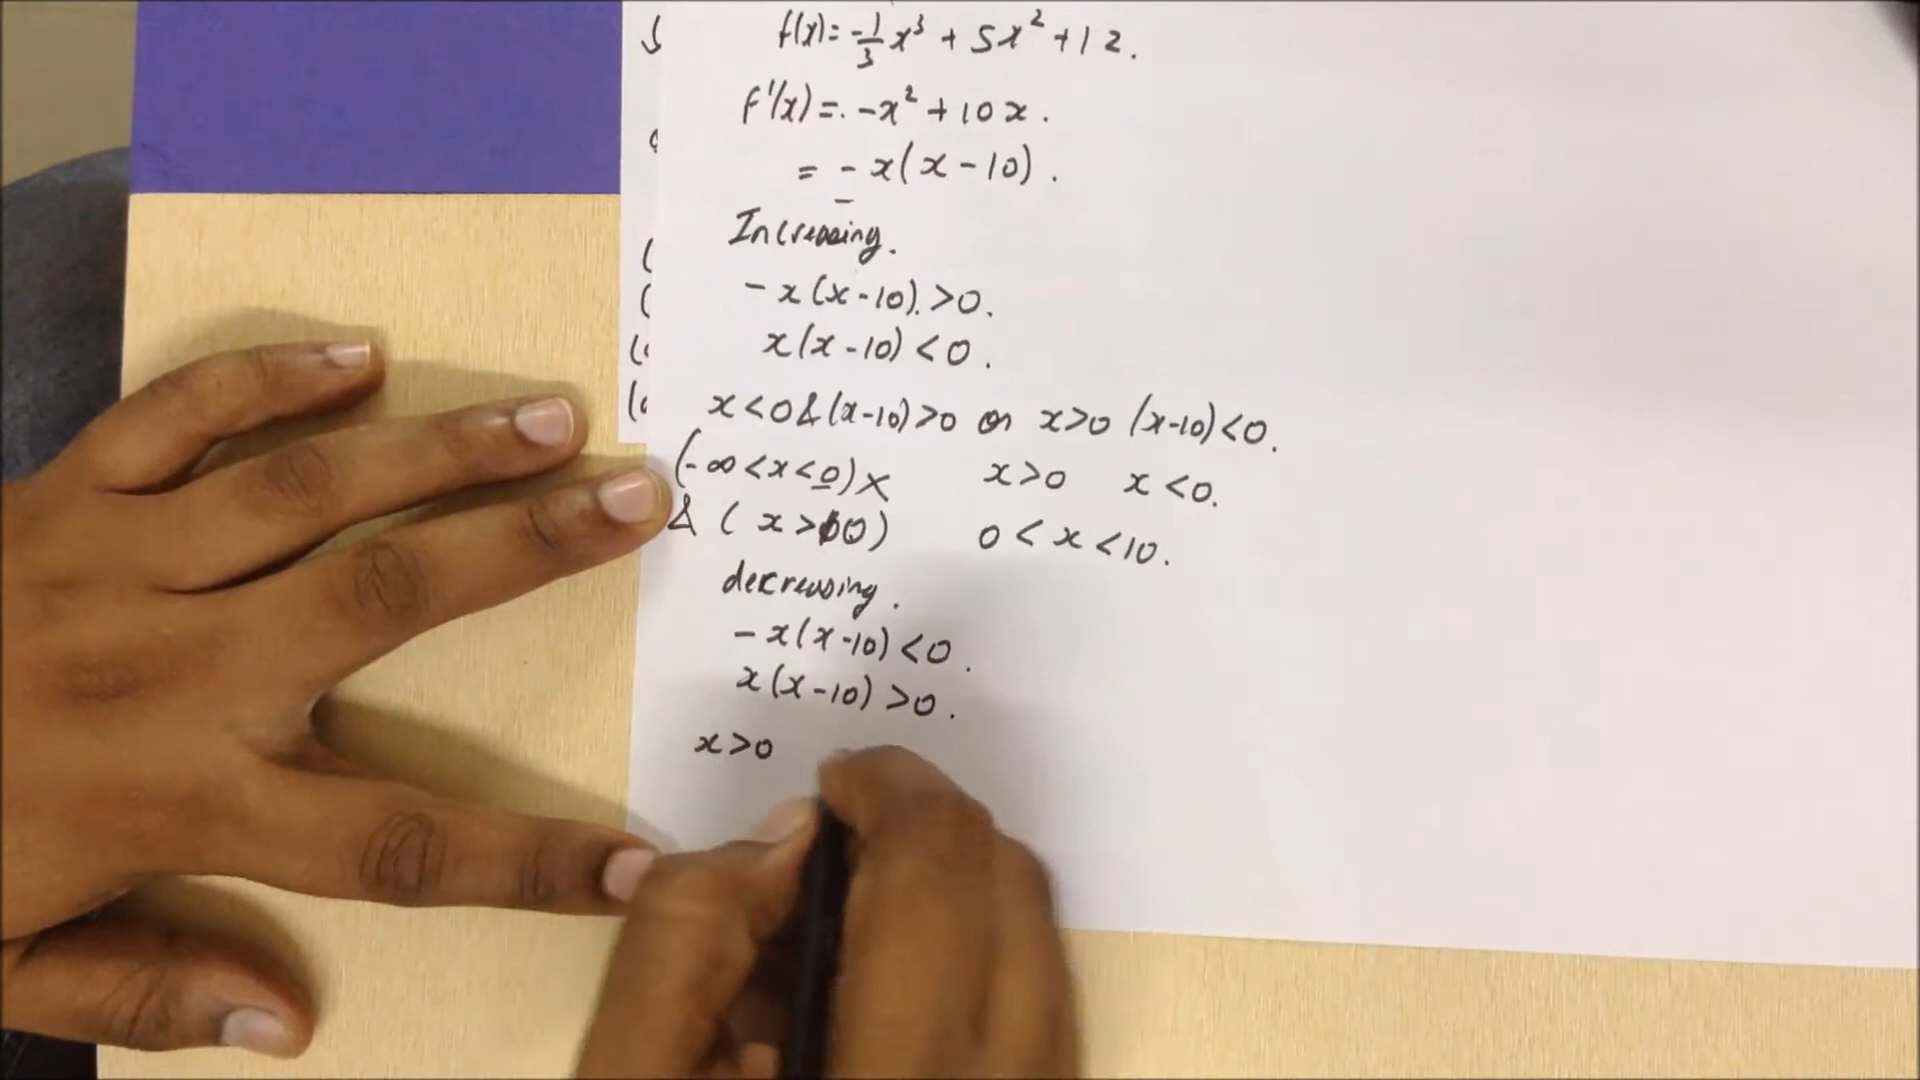 f(x) = -1/3 x³ + 5x² + 12.
f'(x) =. -x² + 10x.
= -x(x - 10).
Increasing.
- x(x-10). >0.
x(x-10) < 0.
x<0 & (x-10)>0 or x>0 (x-10)<0.
(-∞ < x < 0) × x>0 x<0.
& ( x > 10) 0 < x < 10.
decreasing.
- x(x-10) < 0.
x(x-10) > 0.
x>0